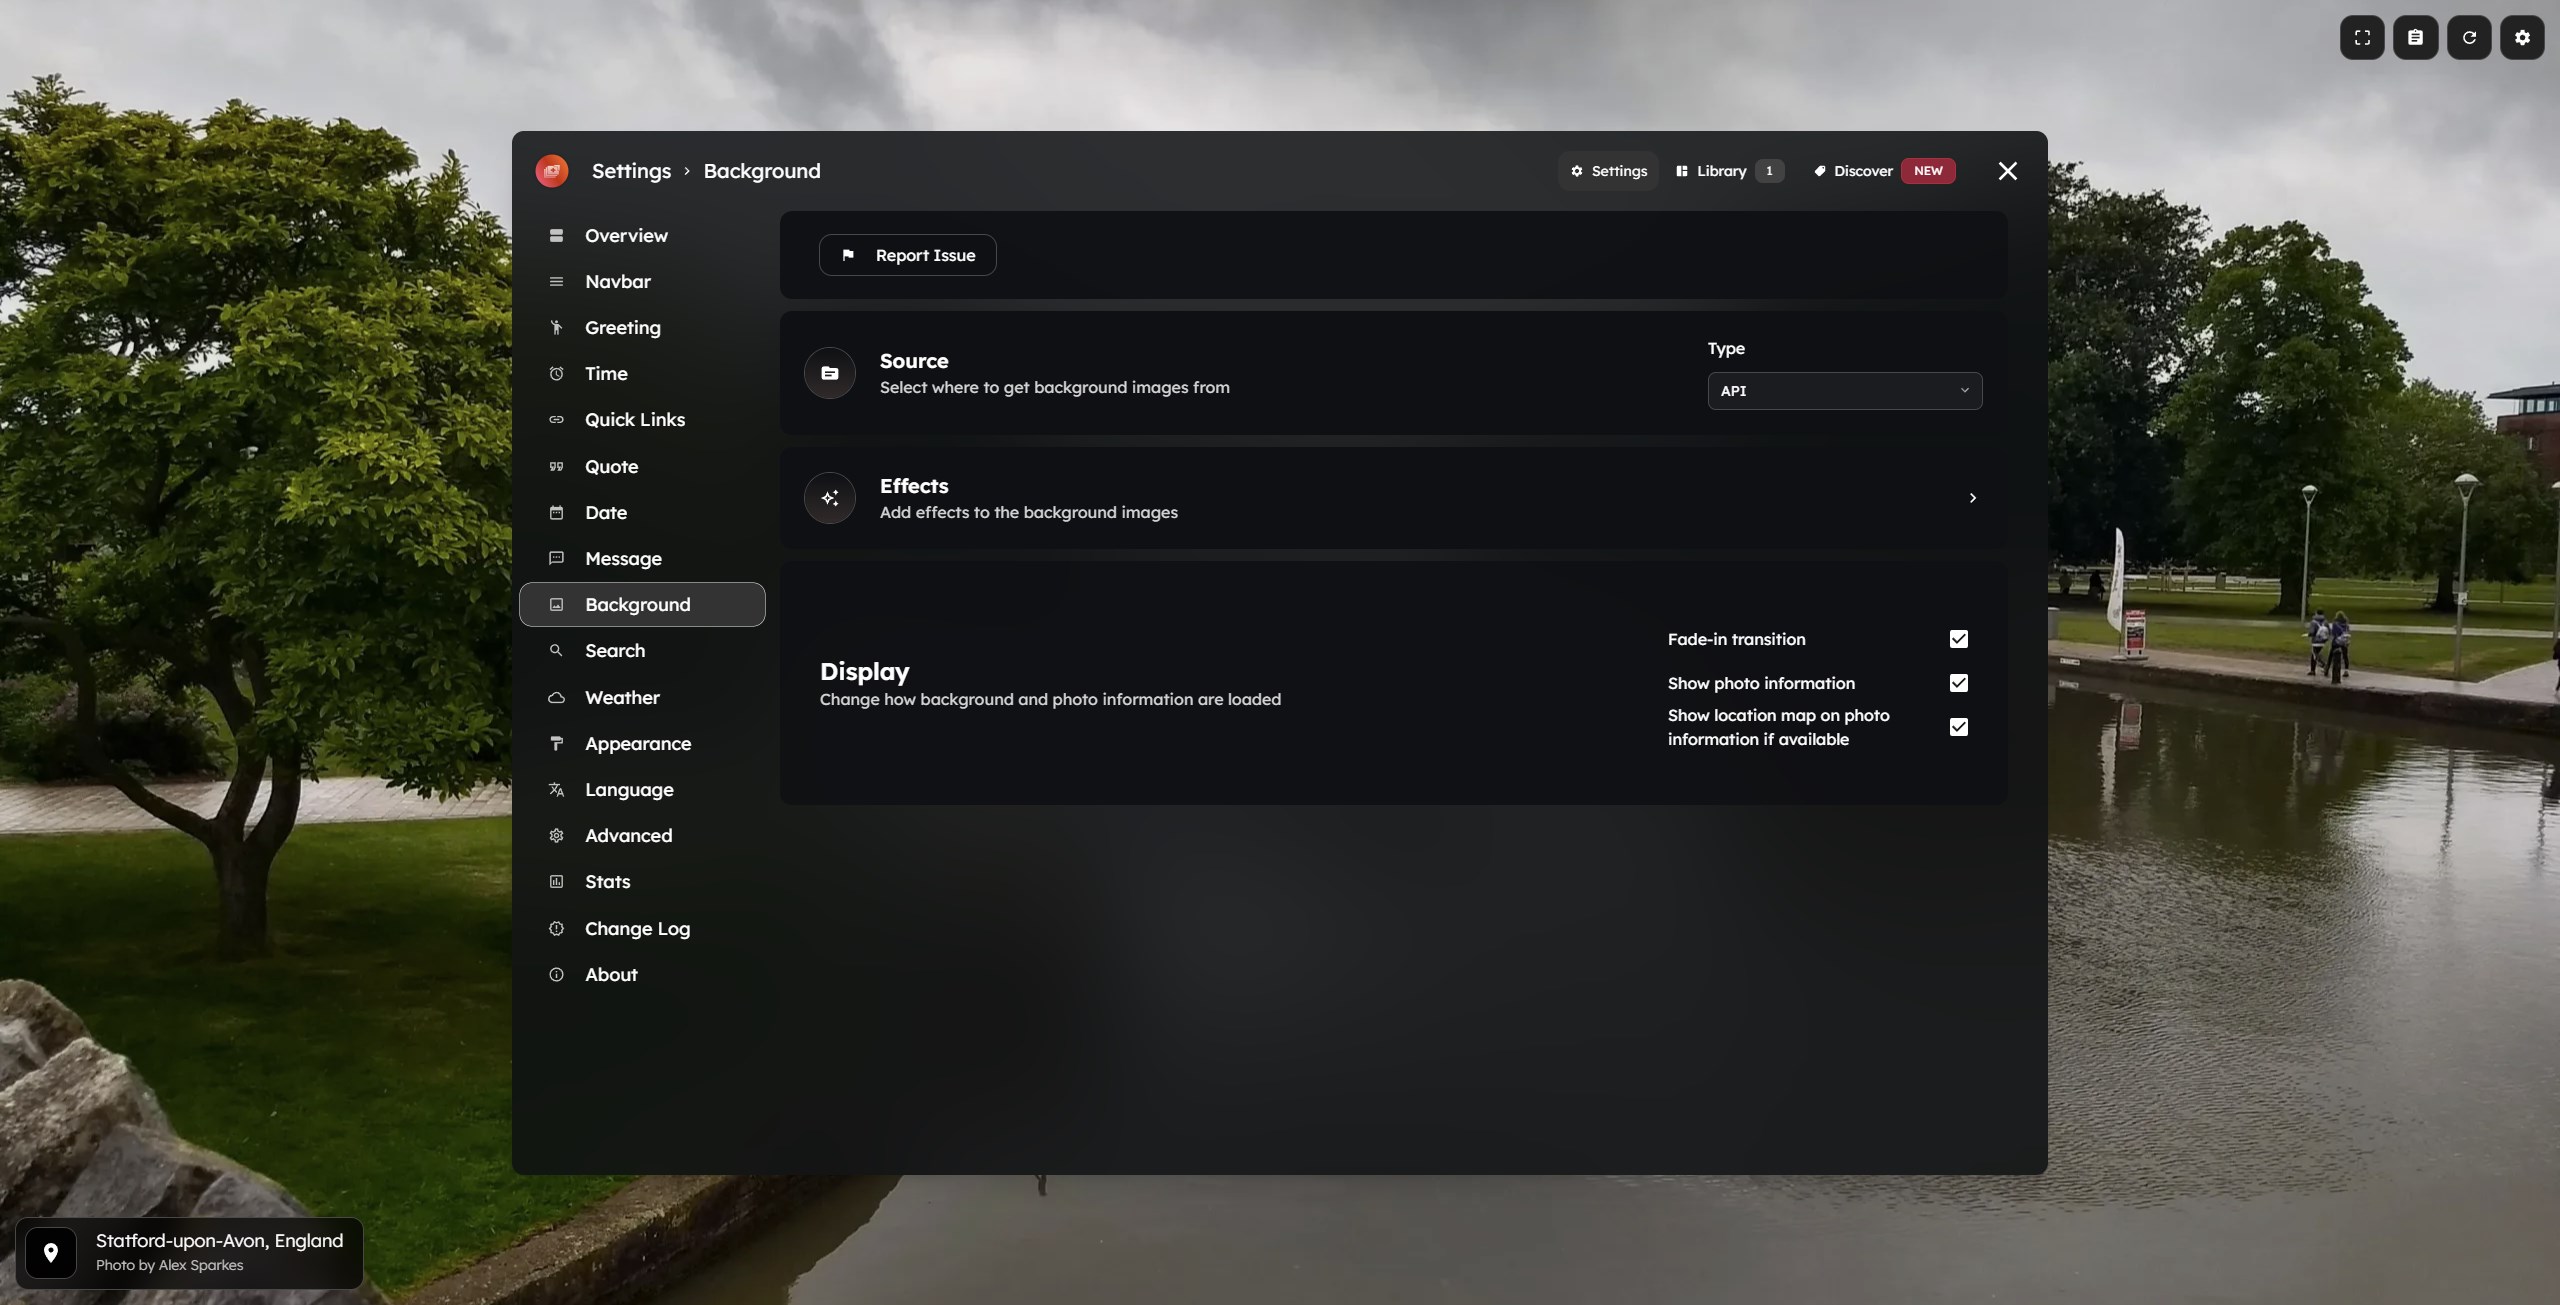 Settings › Background
Settings
Library 1
Discover NEW
Overview
Navbar
Greeting
Time
Quick Links
Quote
Date
Message
Background
Search
Weather
Appearance
Language
Advanced
Stats
Change Log
About
Report Issue
Source
Select where to get background images from
Type
API
Effects
Add effects to the background images
Display
Change how background and photo information are loaded
Fade-in transition
Show photo information
Show location map on photo
information if available
Statford-upon-Avon, England
Photo by Alex Sparkes